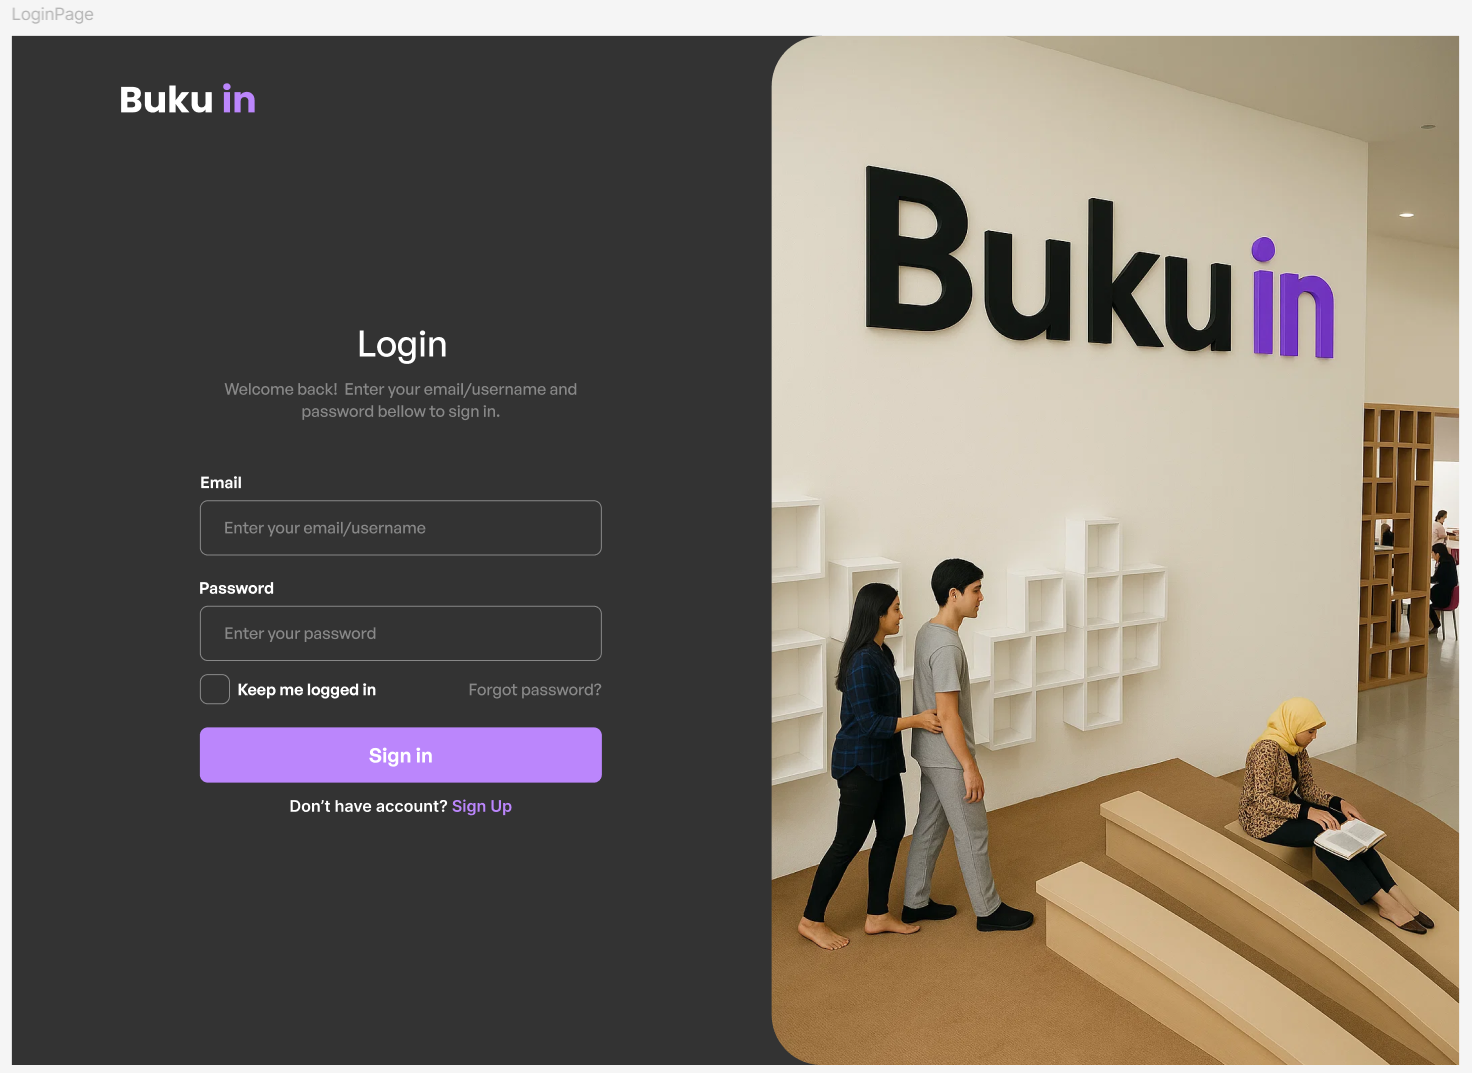 LoginPage
Buku in
Login
Welcome back!  Enter your email/username and
password bellow to sign in.
Email
Enter your email/username
Password
Enter your password
Keep me logged in
Forgot password?
Sign in
Don’t have account? Sign Up
Buku in